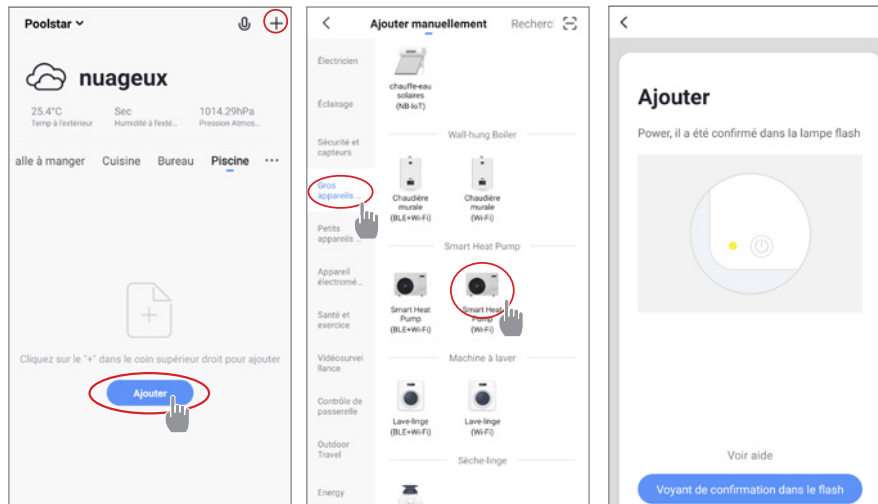 Poolstar
nuageux
25.4°C Sec 1014.29hPa
Temp à l'extérieur Humidité à l'exté... Pression Atmos...
alle à manger Cuisine Bureau Piscine ...
Cliquez sur le "+" dans le coin supérieur droit pour ajouter
Ajouter
Ajouter manuellement Recherc
Électricien
Éclairage
Sécurité et
capteurs
Gros
appareils ...
Petits
appareils ...
Appareil
électromé...
Santé et
exercice
Vidéosurvei
llance
Contrôle de
passerelle
Outdoor
Travel
Energy
chauffe-eau
solaires
(NB-IoT)
Wall-hung Boiler
Chaudière
murale
(BLE+Wi-Fi)
Chaudière
murale
(Wi-Fi)
Smart Heat Pump
Smart Heat
Pump
(BLE+Wi-Fi)
Smart Heat
Pump
(Wi-Fi)
Machine à laver
Lave-linge
(BLE+Wi-Fi)
Lave-linge
(Wi-Fi)
Sèche-linge
Ajouter
Power, il a été confirmé dans la lampe flash
Voir aide
Voyant de confirmation dans le flash